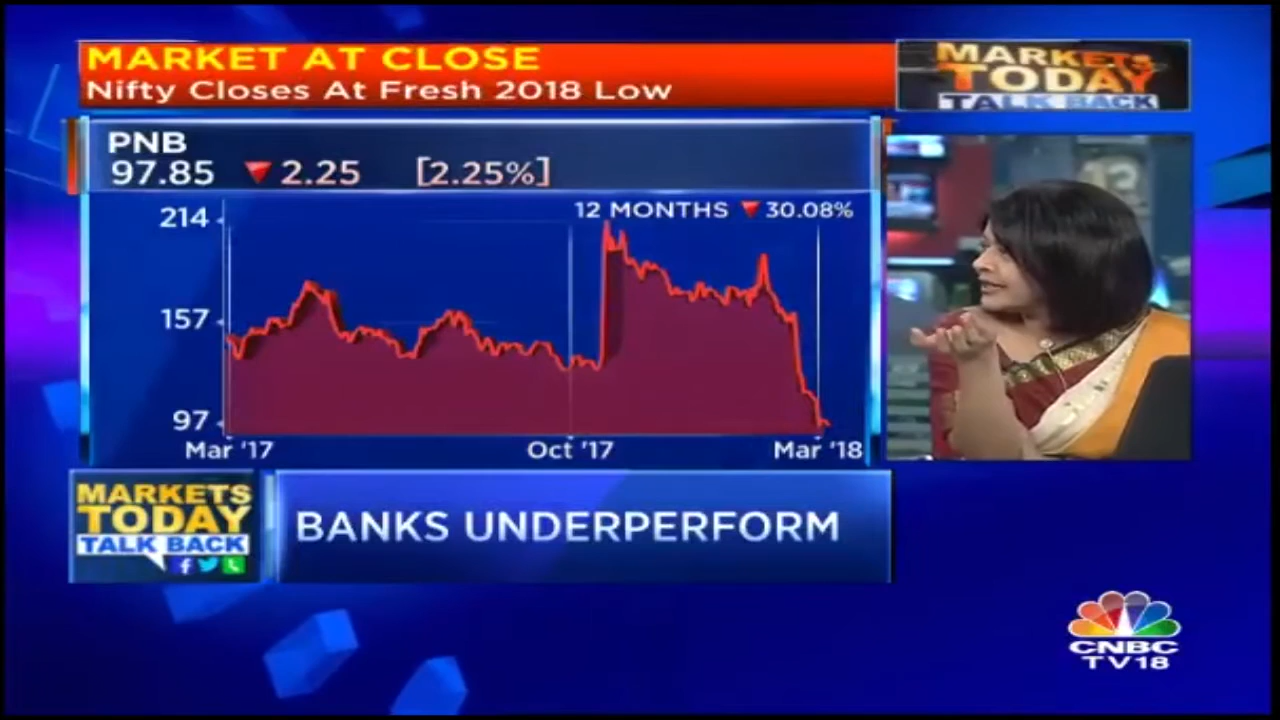 MARKET AT CLOSE
Nifty Closes At Fresh 2018 Low
MARKETS
TODAY
TALK BACK
PNB
97.85 ▼ 2.25 [2.25%]
12 MONTHS ▼ 30.08%
214
157
97
Mar '17 Oct '17 Mar '18
MARKETS
TODAY
TALK BACK
BANKS UNDERPERFORM
CNBC
TV18